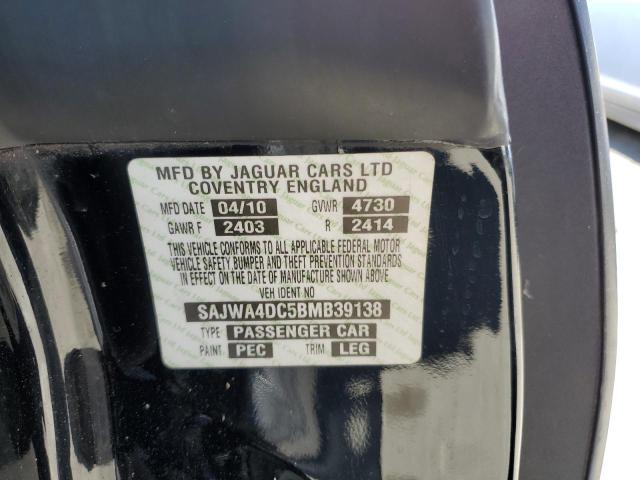 MFD BY JAGUAR CARS LTD
COVENTRY ENGLAND
MFD DATE 04/10 GVWR 4730
GAWR F 2403 R 2414
THIS VEHICLE CONFORMS TO ALL APPLICABLE FEDERAL MOTOR
VEHICLE SAFETY, BUMPER AND THEFT PREVENTION STANDARDS
IN EFFECT ON THE DATE OF MANUFACTURE SHOWN ABOVE
VEH IDENT NO
SAJWA4DC5BMB39138
TYPE PASSENGER CAR
PAINT PEC TRIM LEG